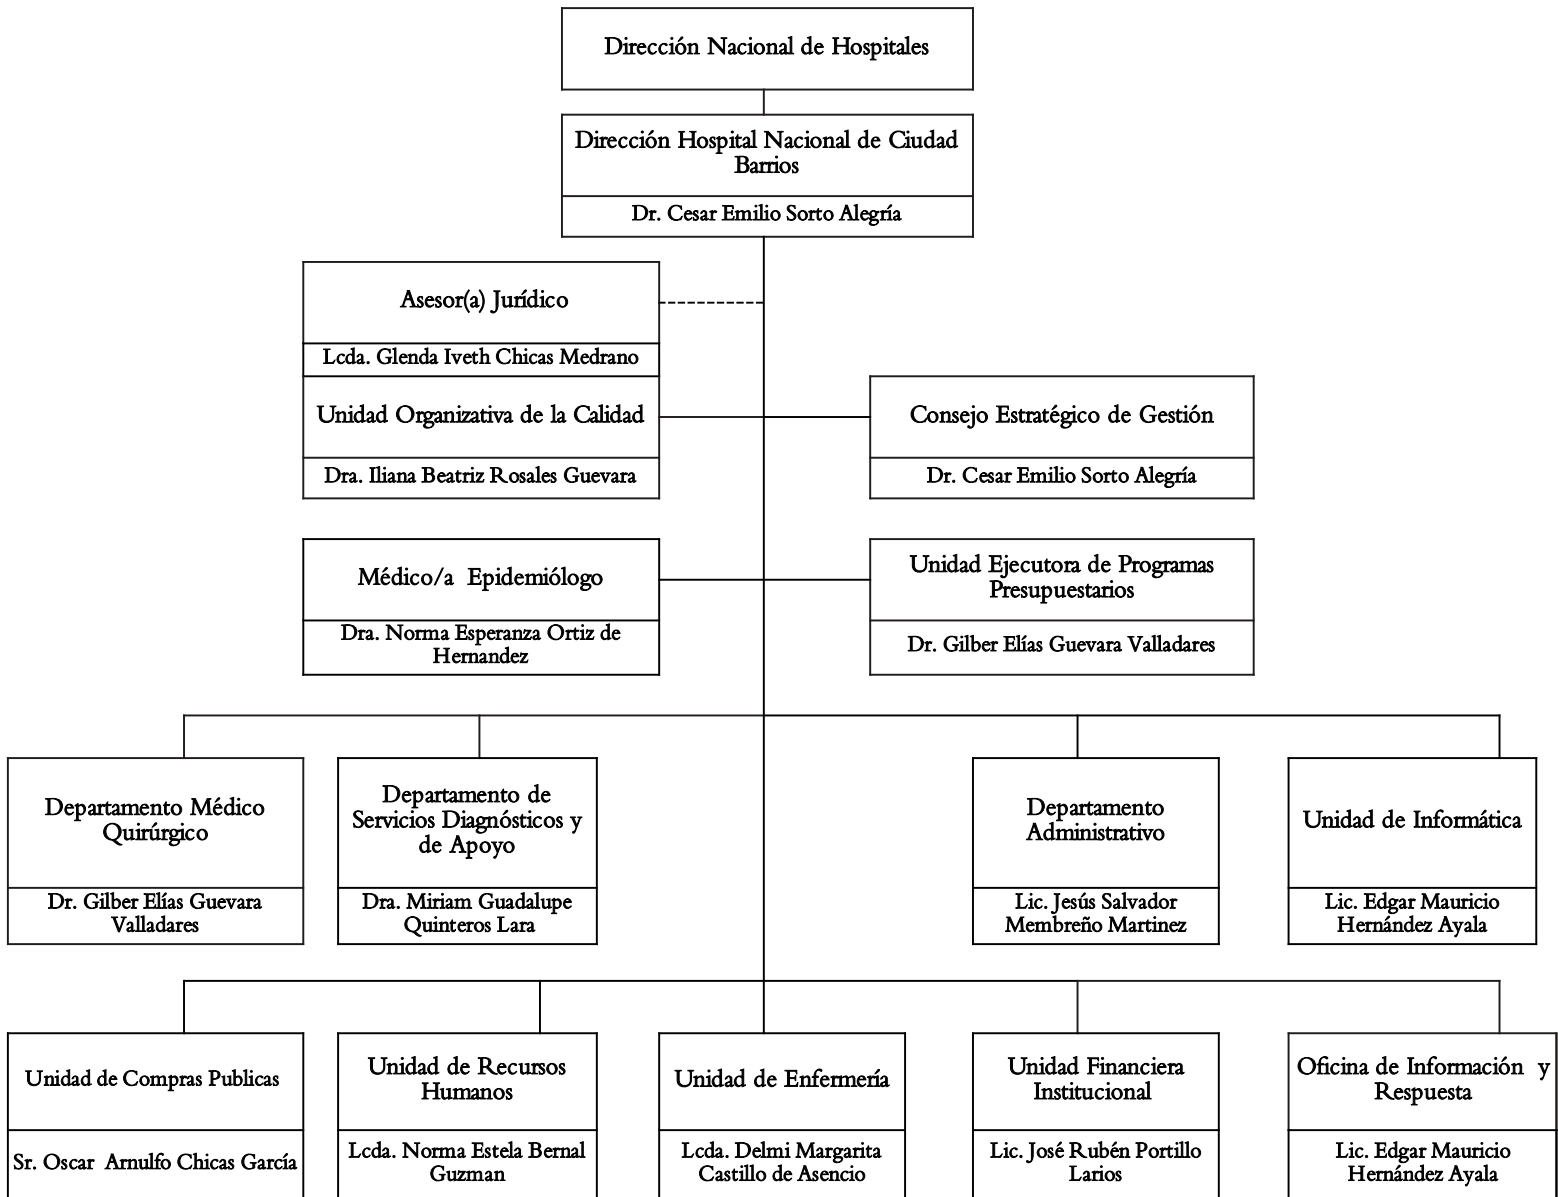 Dirección Nacional de Hospitales
Dirección Hospital Nacional de Ciudad
Barrios
Dr. Cesar Emilio Sorto Alegría
Asesor(a) Jurídico
Lcda. Glenda Iveth Chicas Medrano
Unidad Organizativa de la Calidad
Dra. Iliana Beatriz Rosales Guevara
Consejo Estratégico de Gestión
Dr. Cesar Emilio Sorto Alegría
Médico/a  Epidemiólogo
Dra. Norma Esperanza Ortiz de
Hernandez
Unidad Ejecutora de Programas
Presupuestarios
Dr. Gilber Elías Guevara Valladares
Departamento Médico
Quirúrgico
Dr. Gilber Elías Guevara
Valladares
Departamento de
Servicios Diagnósticos y
de Apoyo
Dra. Miriam Guadalupe
Quinteros Lara
Departamento
Administrativo
Lic. Jesús Salvador
Membreño Martinez
Unidad de Informática
Lic. Edgar Mauricio
Hernández Ayala
Unidad de Compras Publicas
Sr. Oscar  Arnulfo Chicas García
Unidad de Recursos
Humanos
Lcda. Norma Estela Bernal
Guzman
Unidad de Enfermería
Lcda. Delmi Margarita
Castillo de Asencio
Unidad Financiera
Institucional
Lic. José Rubén Portillo
Larios
Oficina de Información  y
Respuesta
Lic. Edgar Mauricio
Hernández Ayala